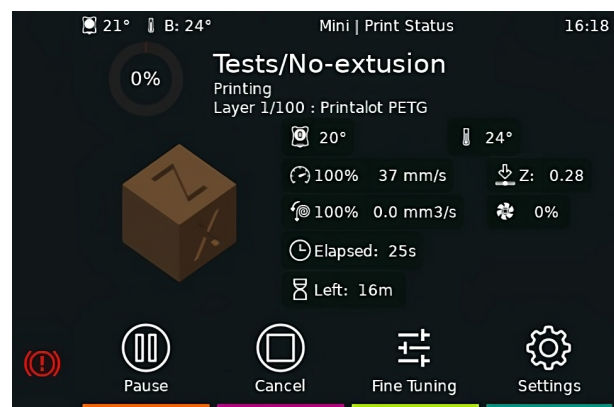 21° B: 24° Mini | Print Status 16:18
0%
Tests/No-extusion
Printing
Layer 1/100 : Printalot PETG
20° 24°
100% 37 mm/s Z: 0.28
100% 0.0 mm3/s 0%
Elapsed: 25s
Left: 16m
Z
X
Pause Cancel Fine Tuning Settings